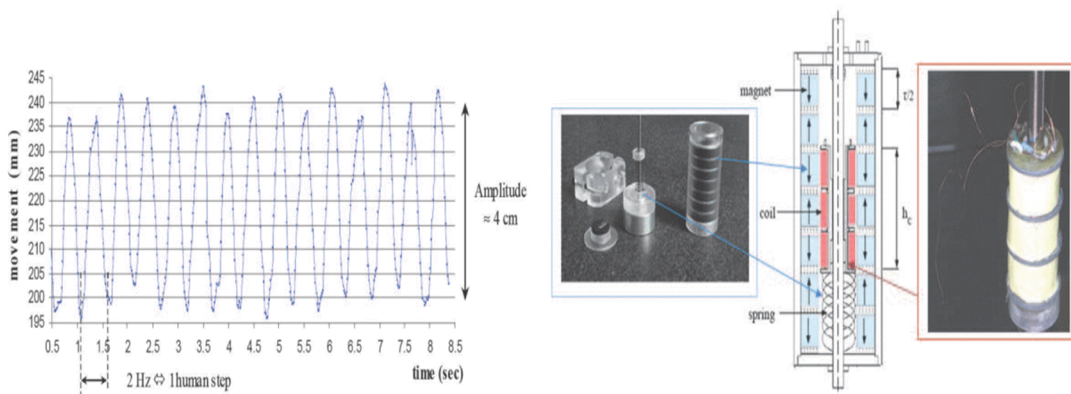 245
240
235
230
225
220
215
210
205
200
195
movement (mm)
0.5 1 1.5 2 2.5 3 3.5 4 4.5 5 5.5 6 6.5 7 7.5 8 8.5
time (sec)
2 Hz ⇔ 1human step
Amplitude
≈ 4 cm
magnet
coil
spring
τ/2
h_c